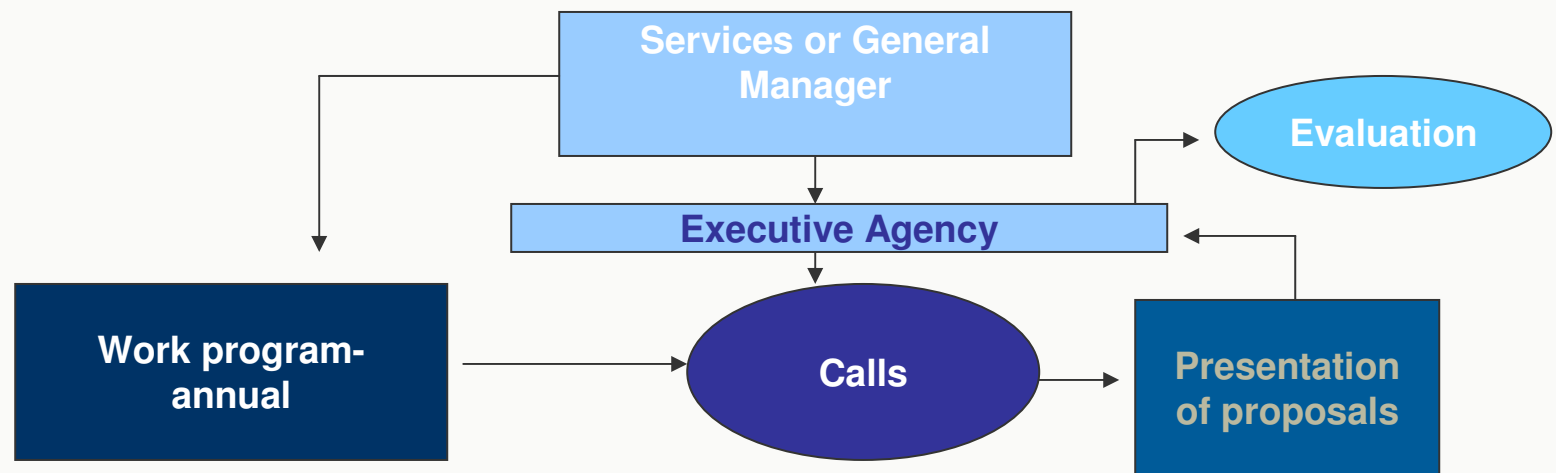 Services or General
Manager
Evaluation
Executive Agency
Work program-
annual
Calls
Presentation
of proposals